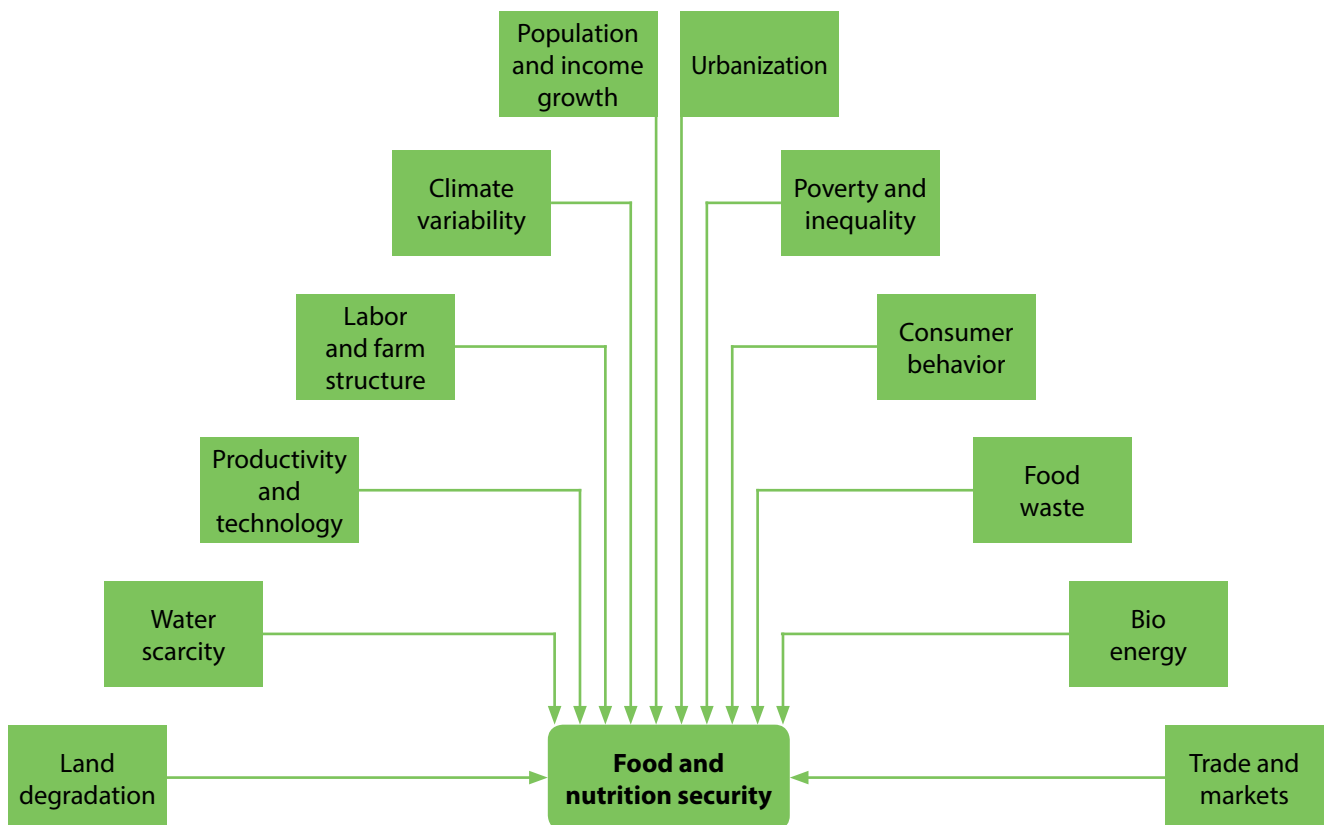 Population
and income
growth
Urbanization
Climate
variability
Poverty and
inequality
Labor
and farm
structure
Consumer
behavior
Productivity
and
technology
Food
waste
Water
scarcity
Bio
energy
Land
degradation
Food and
nutrition security
Trade and
markets